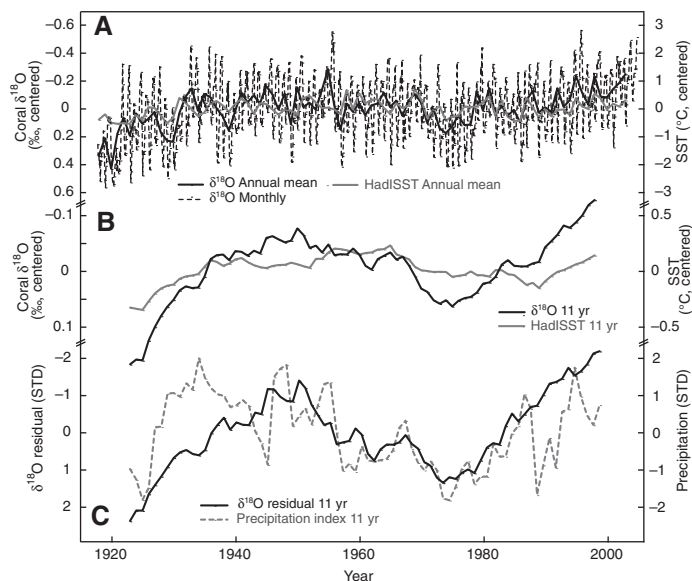 A
Coral δ18O
(‰, centered)
–0.6
–0.4
–0.2
0
0.2
0.4
0.6
3
2
1
0
–1
–2
–3
SST
(°C, centered)
δ18O Annual mean
HadISST Annual mean
δ18O Monthly
B
Coral δ18O
(‰, centered)
–0.1
0
0.1
0.5
0
–0.5
SST
(°C, centered)
δ18O 11 yr
HadISST 11 yr
δ18O residual (STD)
–2
–1
0
1
2
2
1
0
–1
–2
Precipitation (STD)
C
δ18O residual 11 yr
Precipitation index 11 yr
1920
1940
1960
1980
2000
Year